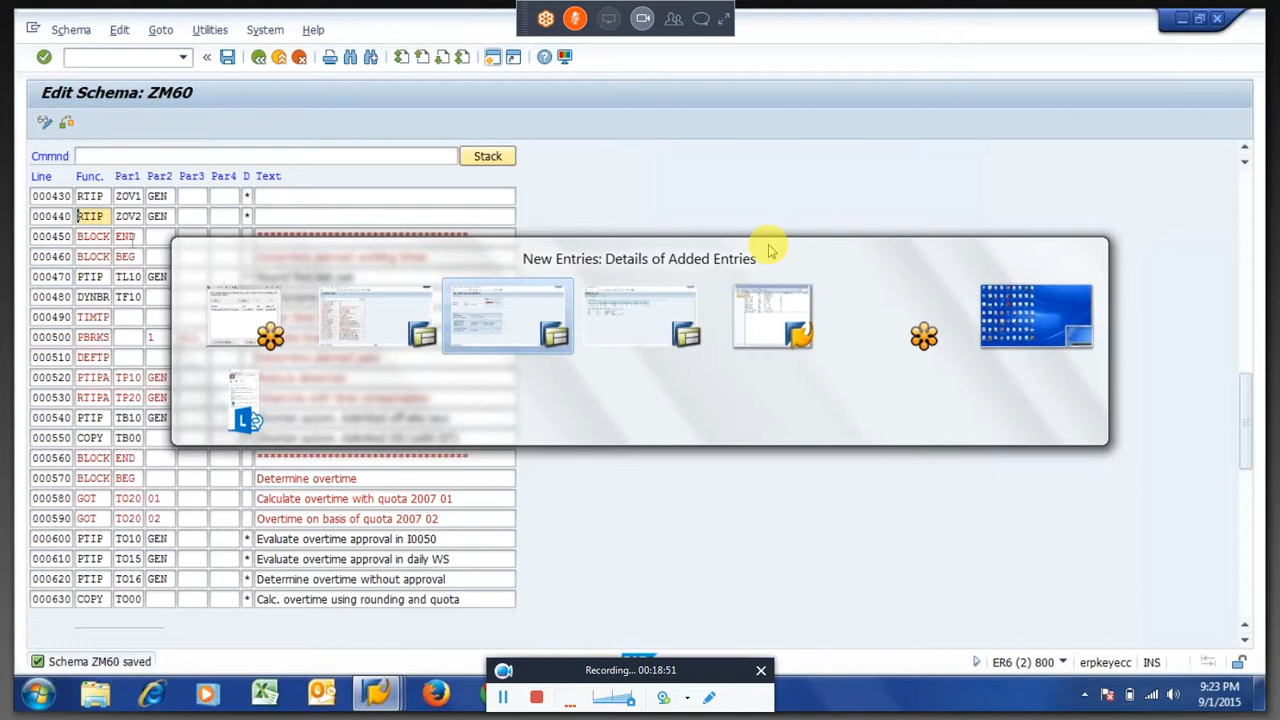 Schema Edit Goto Utilities System Help
Edit Schema: ZM60
Cmmnd Stack
Line Func. Par1 Par2 Par3 Par4 D Text
000430 RTIP ZOV1 GEN *
000440 RTIP ZOV2 GEN *
000450 BLOCK END *********************************
000460 BLOCK BEG
New Entries: Details of Added Entries
000470 PTIP TL10 GEN
000480 DYNBR TF10
000490 TIMTP
000500 PBRKS 1
000510 DEFTP
000520 PTIPA TP10 GEN
000530 RTIPA TP20 GEN
000540 PTIP TB10 GEN
000550 COPY TB00
000560 BLOCK END *********************************
000570 BLOCK BEG Determine overtime
000580 GOT TO20 01 Calculate overtime with quota 2007 01
000590 GOT TO20 02 Overtime on basis of quota 2007 02
000600 PTIP TO10 GEN * Evaluate overtime approval in I0050
000610 PTIP TO15 GEN * Evaluate overtime approval in daily WS
000620 PTIP TO16 GEN * Determine overtime without approval
000630 COPY TO00 * Calc. overtime using rounding and quota
Schema ZM60 saved
ER6 (2) 800 erpkeyecc INS
Recording... 00:18:51
9:23 PM
9/1/2015